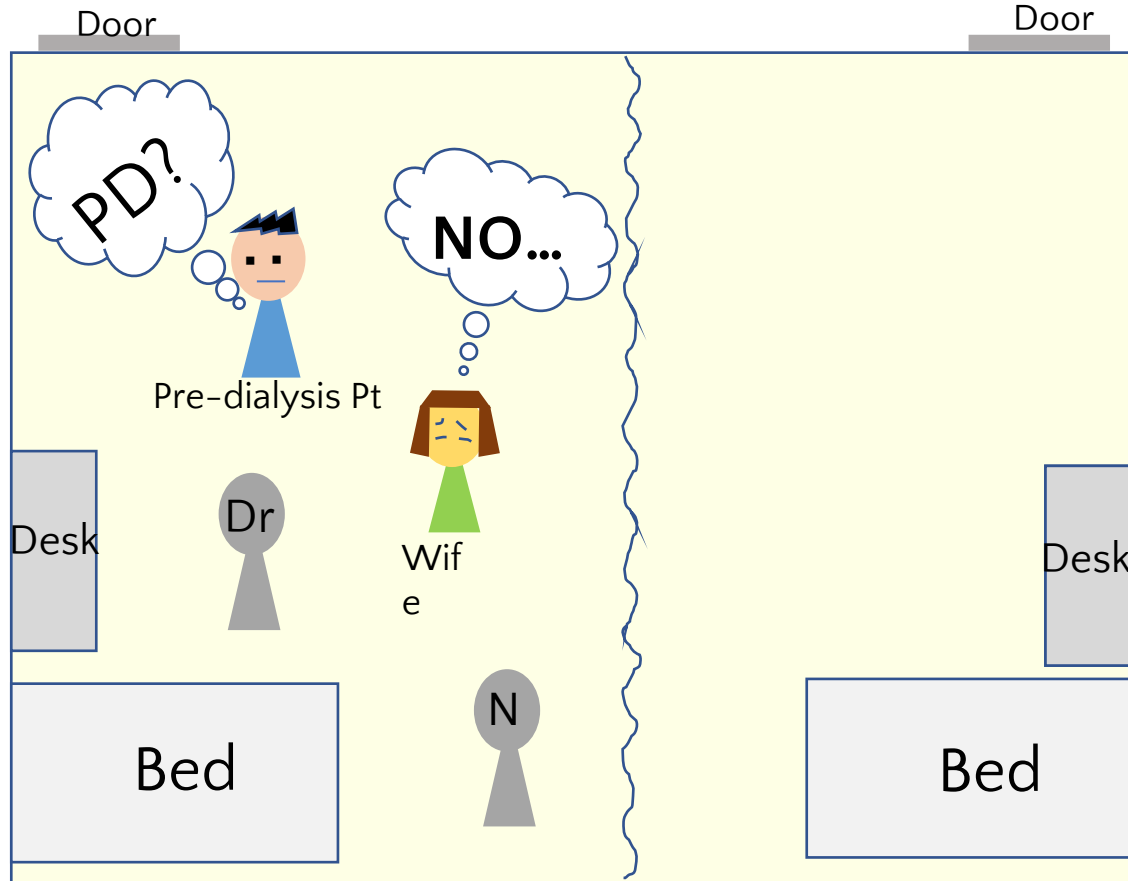 Door
Door
PD?
NO...
Pre-dialysis Pt
Dr
Desk
Wif
e
Desk
N
Bed
Bed